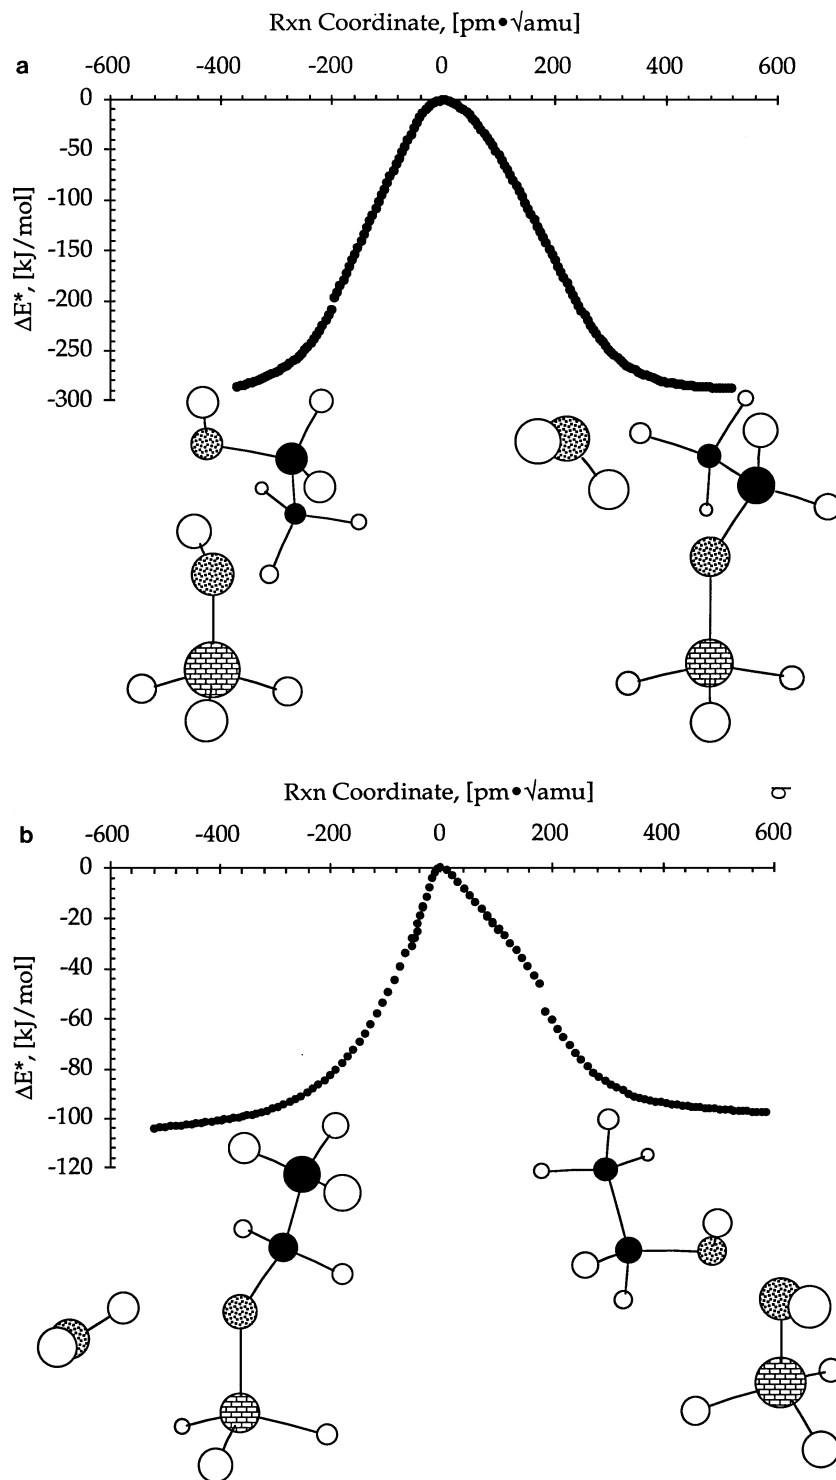 Rxn Coordinate, [pm•√amu]
a
-600 -400 -200 0 200 400 600
0
-50
-100
-150
-200
-250
-300
ΔE*, [kJ/mol]
Rxn Coordinate, [pm•√amu]
b
b
-600 -400 -200 0 200 400 600
0
-20
-40
-60
-80
-100
-120
ΔE*, [kJ/mol]